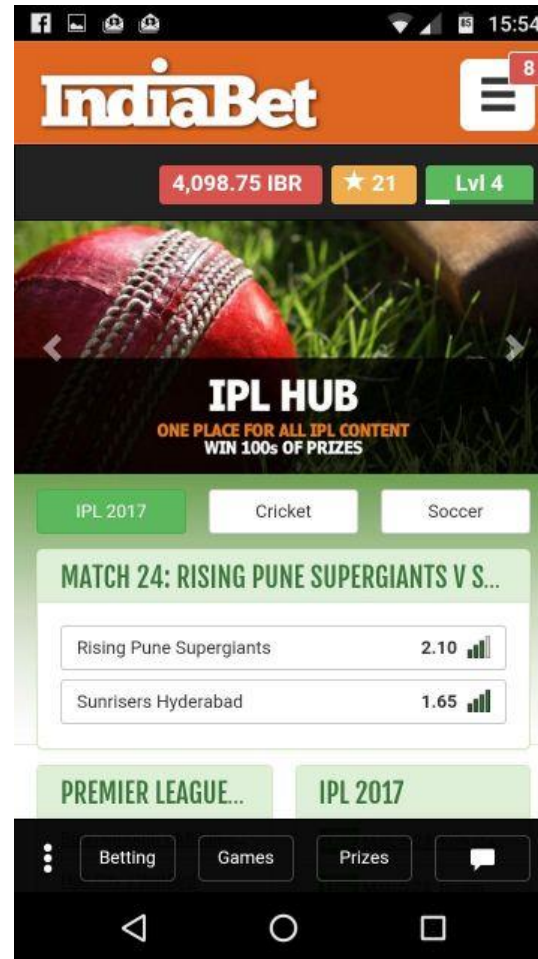 85 15:54
IndiaBet
8
4,098.75 IBR
21
Lvl 4
IPL HUB
ONE PLACE FOR ALL IPL CONTENT
WIN 100s OF PRIZES
IPL 2017
Cricket
Soccer
MATCH 24: RISING PUNE SUPERGIANTS V S...
Rising Pune Supergiants 2.10
Sunrisers Hyderabad 1.65
PREMIER LEAGUE...
IPL 2017
Betting
Games
Prizes